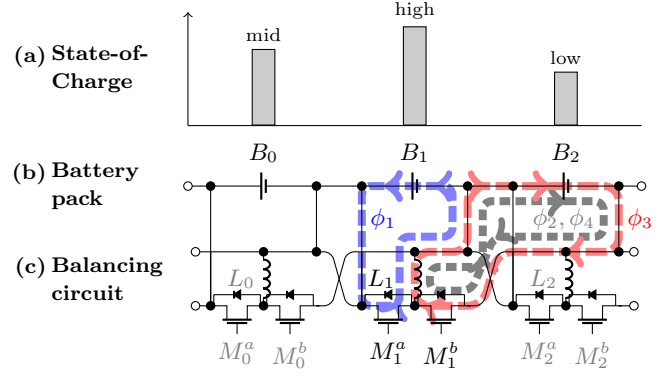 high
mid
(a) State-of-
Charge
low
B₀ B₁ B₂
(b) Battery
pack
ϕ₁ ϕ₂, ϕ₄ ϕ₃
(c) Balancing
circuit
L₀ L₁ L₂
M₀ᵃ M₀ᵇ M₁ᵃ M₁ᵇ M₂ᵃ M₂ᵇ